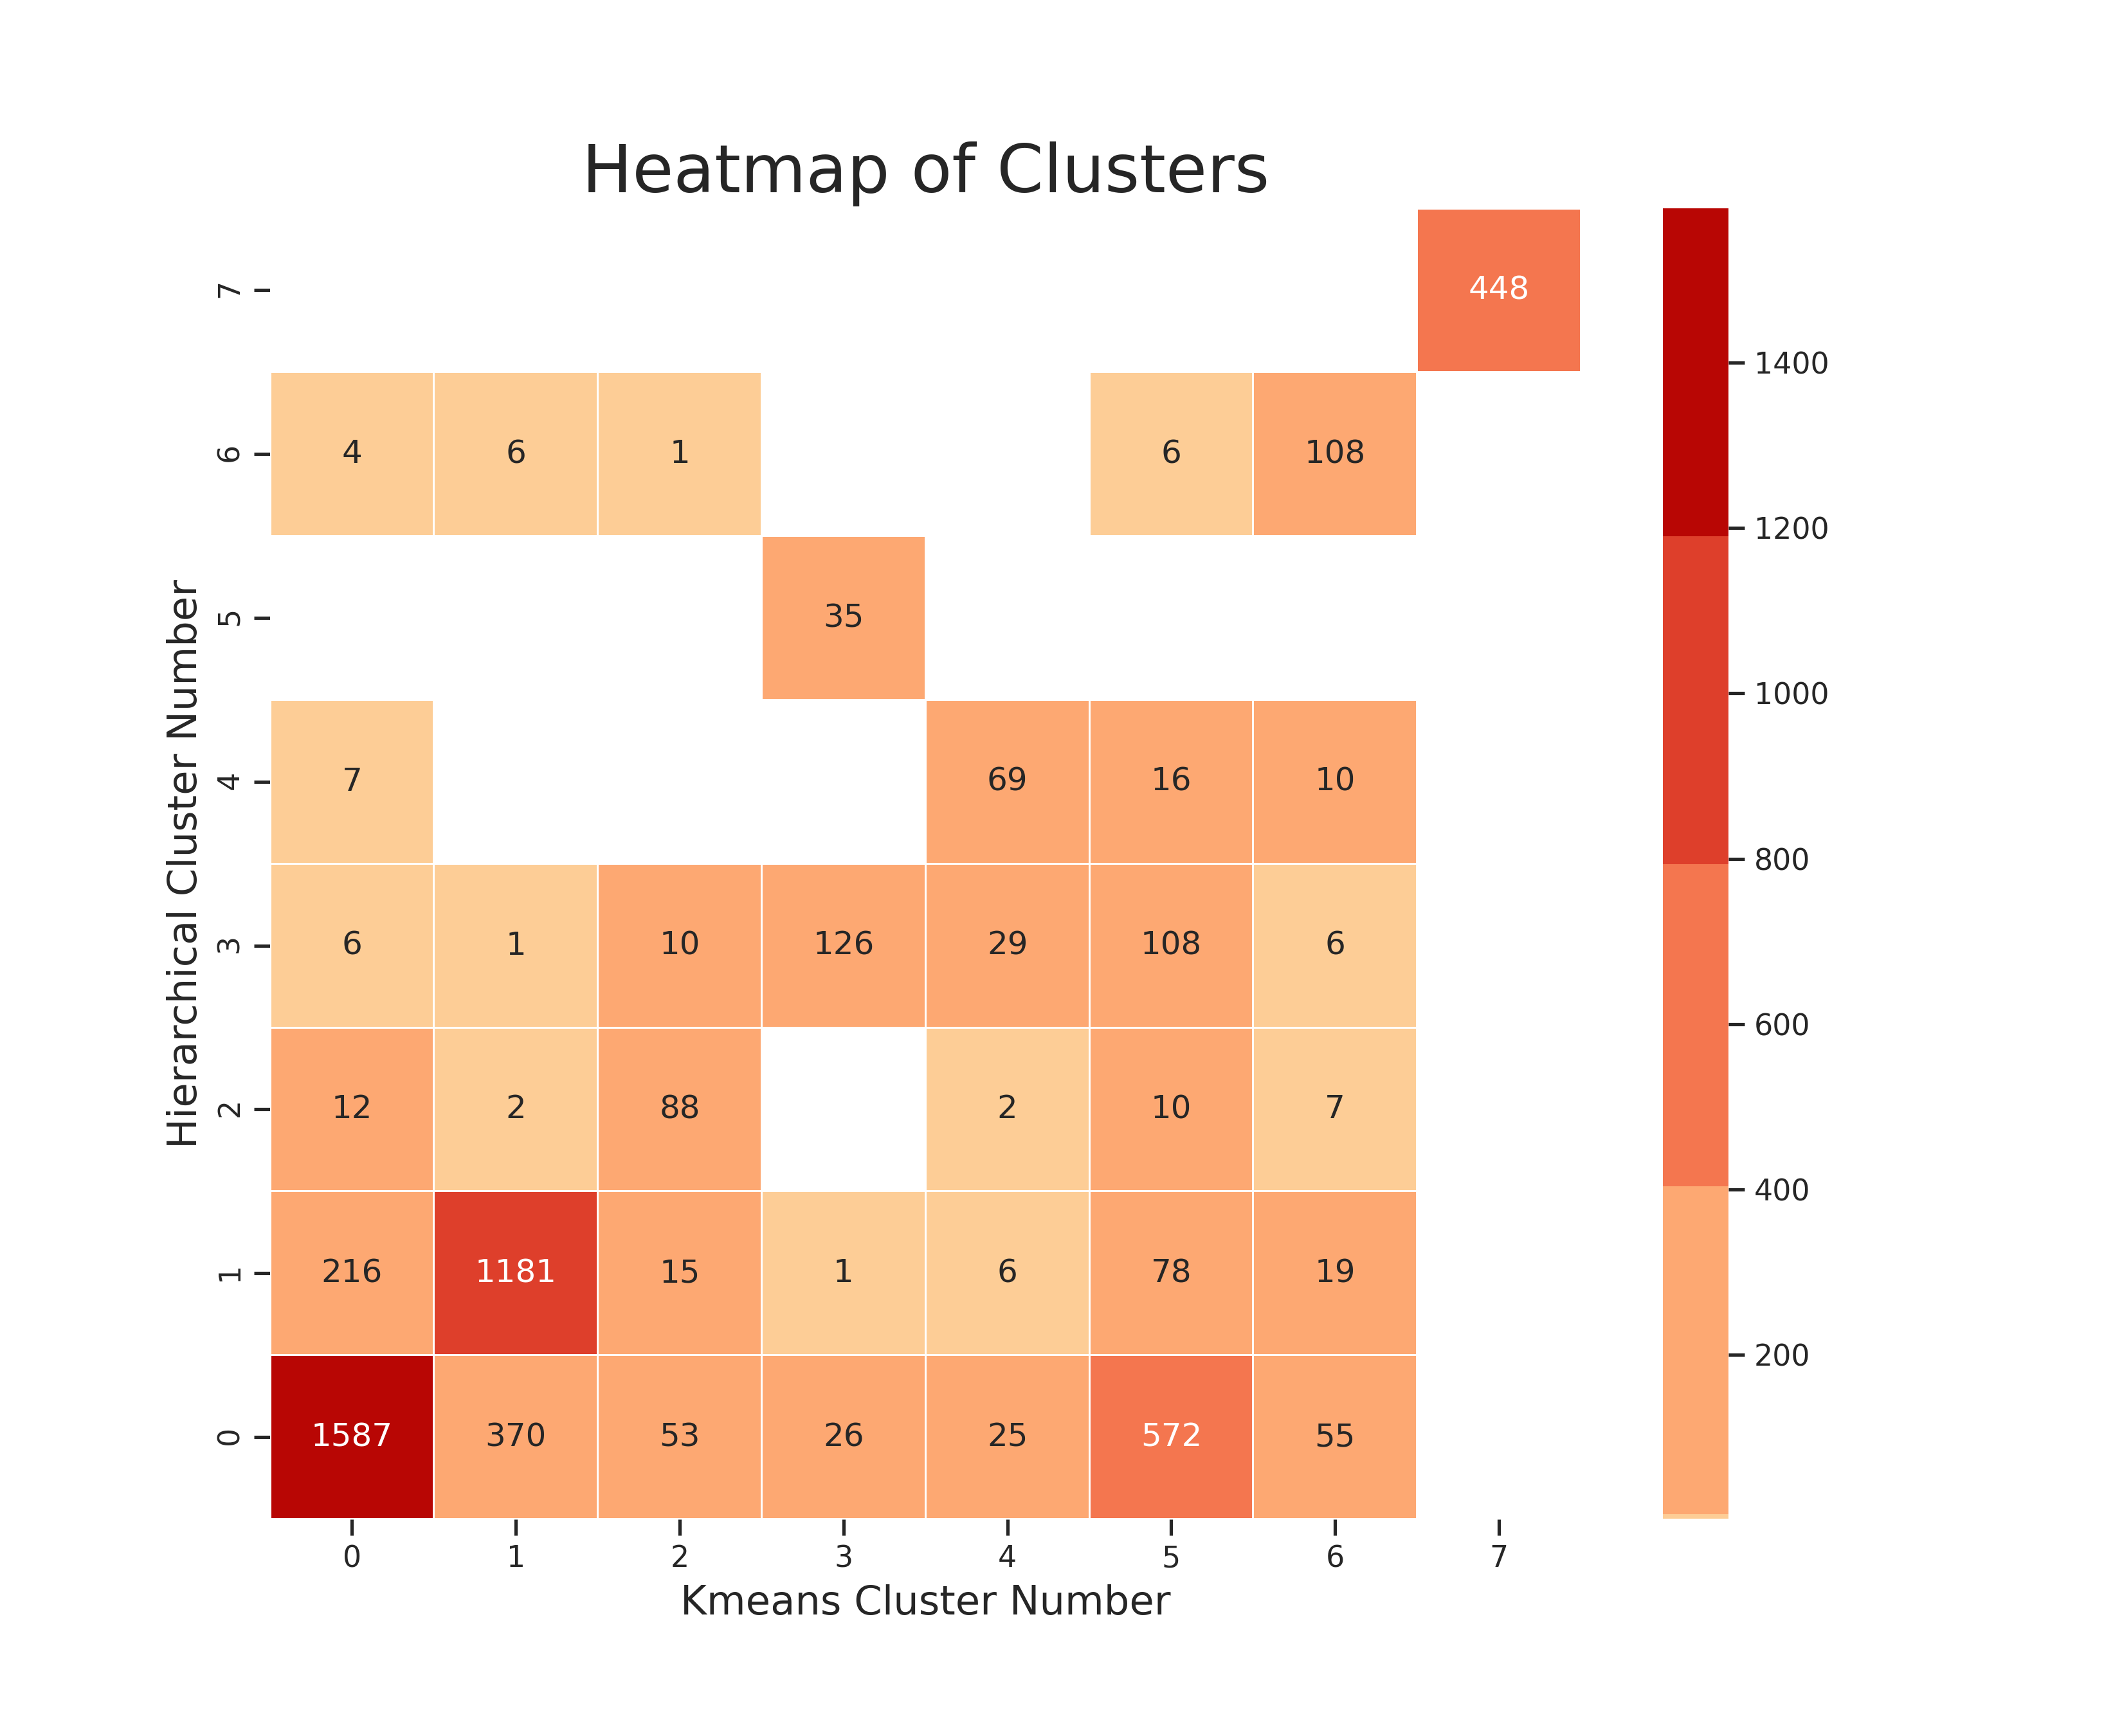 Heatmap of Clusters
Hierarchical Cluster Number
7
448
1400
6
4 6 1 6 108
1200
5
35
1000
4
7 69 16 10
800
3
6 1 10 126 29 108 6
600
2
12 2 88 2 10 7
400
1
216 1181 15 1 6 78 19
200
0
1587 370 53 26 25 572 55
0 1 2 3 4 5 6 7
Kmeans Cluster Number